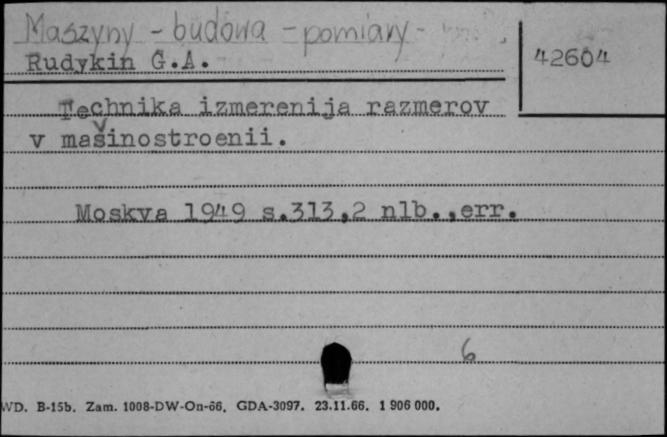 Maszyny - budowa - pomiary -
Rudykin G.A.
42604
Technika izmerenija razmerov
v mašinostroenii.
Moskva 1949 s.313,2 nlb.,err.
6
WD. B-15b. Zam. 1008-DW-On-66. GDA-3097. 23.11.66. 1 906 000.